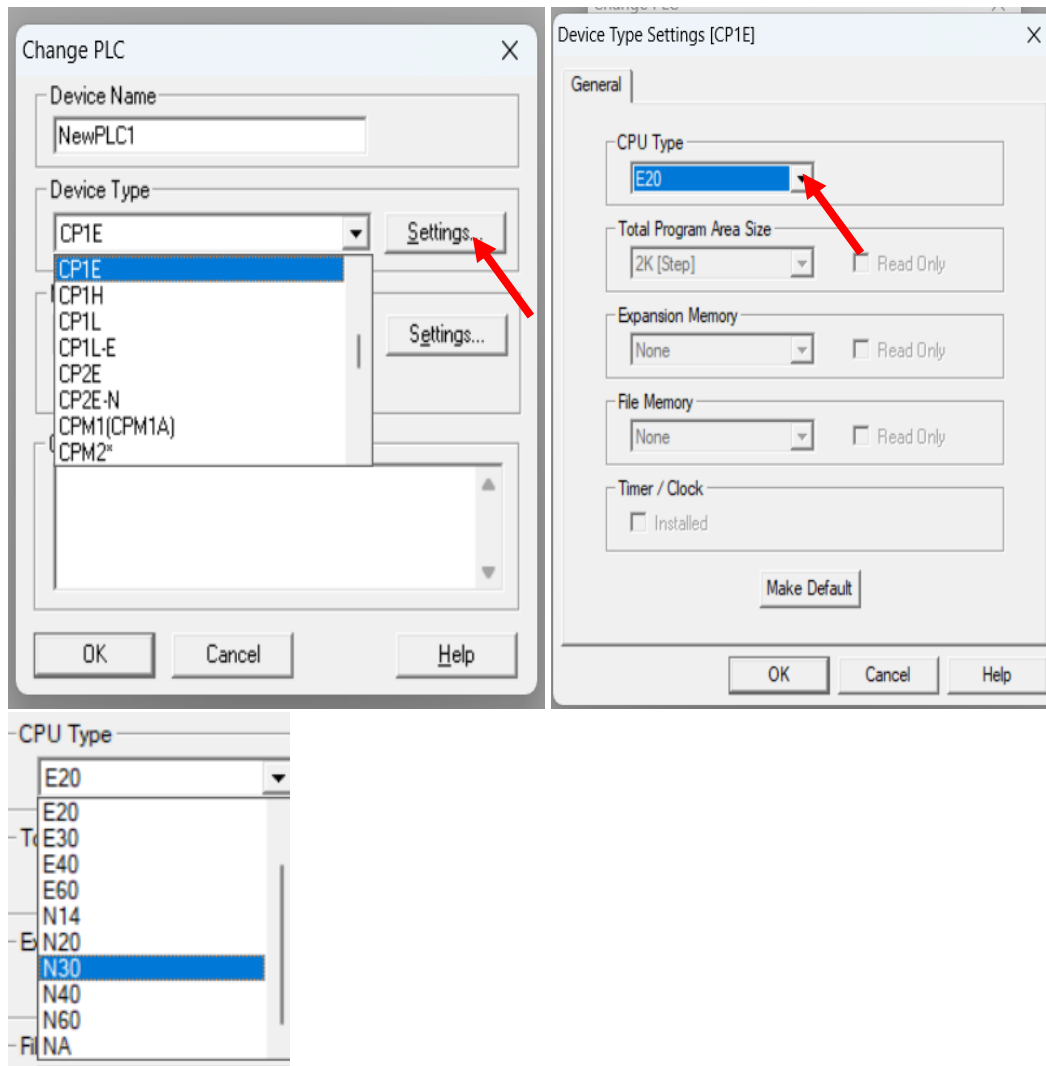 Change PLC
Device Name
NewPLC1
Device Type
CP1E
Settings...
CP1E
CP1H
CP1L
CP1L-E
CP2E
CP2E-N
CPM1(CPM1A)
CPM2*
Settings...
OK
Cancel
Help
Device Type Settings [CP1E]
General
CPU Type
E20
Total Program Area Size
2K [Step]
Read Only
Expansion Memory
None
Read Only
File Memory
None
Read Only
Timer / Clock
Installed
Make Default
OK
Cancel
Help
CPU Type
E20
E20
E30
E40
E60
N14
N20
N30
N40
N60
NA